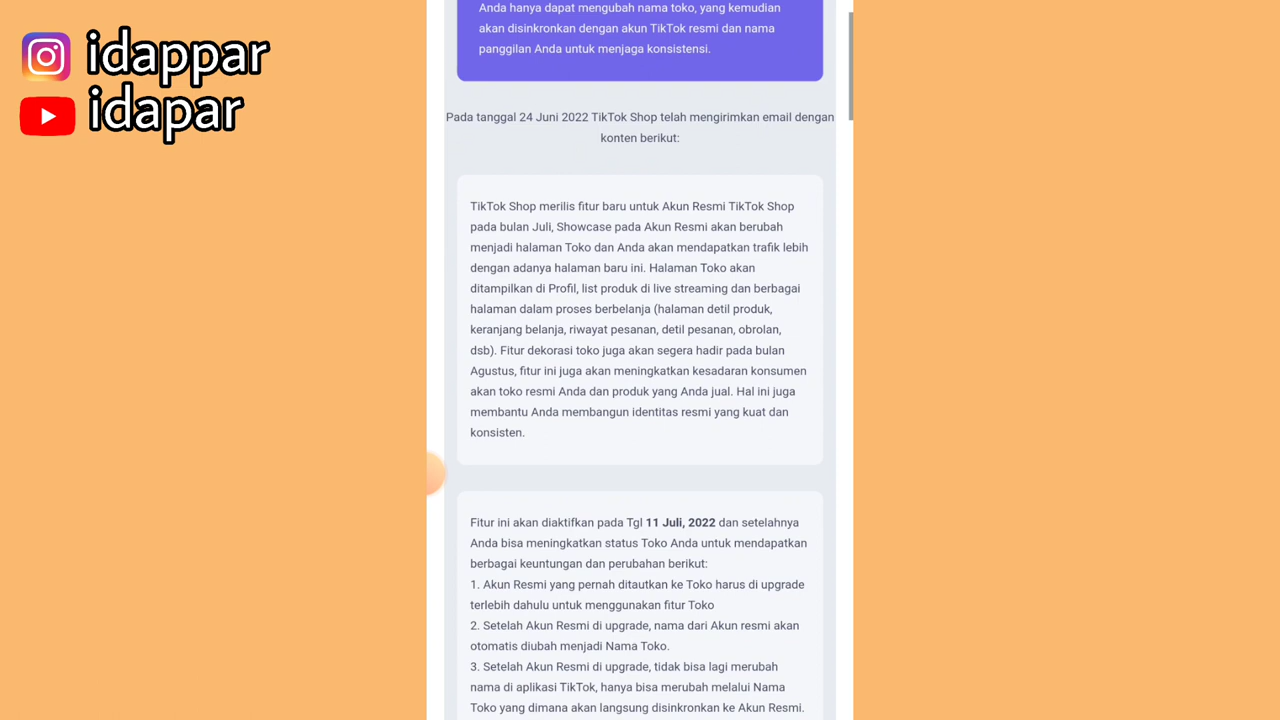 idappar
idapar
Anda hanya dapat mengubah nama toko, yang kemudian
akan disinkronkan dengan akun TikTok resmi dan nama
panggilan Anda untuk menjaga konsistensi.
Pada tanggal 24 Juni 2022 TikTok Shop telah mengirimkan email dengan
konten berikut:
TikTok Shop merilis fitur baru untuk Akun Resmi TikTok Shop
pada bulan Juli, Showcase pada Akun Resmi akan berubah
menjadi halaman Toko dan Anda akan mendapatkan trafik lebih
dengan adanya halaman baru ini. Halaman Toko akan
ditampilkan di Profil, list produk di live streaming dan berbagai
halaman dalam proses berbelanja (halaman detil produk,
keranjang belanja, riwayat pesanan, detil pesanan, obrolan,
dsb). Fitur dekorasi toko juga akan segera hadir pada bulan
Agustus, fitur ini juga akan meningkatkan kesadaran konsumen
akan toko resmi Anda dan produk yang Anda jual. Hal ini juga
membantu Anda membangun identitas resmi yang kuat dan
konsisten.
Fitur ini akan diaktifkan pada Tgl 11 Juli, 2022 dan setelahnya
Anda bisa meningkatkan status Toko Anda untuk mendapatkan
berbagai keuntungan dan perubahan berikut:
1. Akun Resmi yang pernah ditautkan ke Toko harus di upgrade
terlebih dahulu untuk menggunakan fitur Toko
2. Setelah Akun Resmi di upgrade, nama dari Akun resmi akan
otomatis diubah menjadi Nama Toko.
3. Setelah Akun Resmi di upgrade, tidak bisa lagi merubah
nama di aplikasi TikTok, hanya bisa merubah melalui Nama
Toko yang dimana akan langsung disinkronkan ke Akun Resmi.